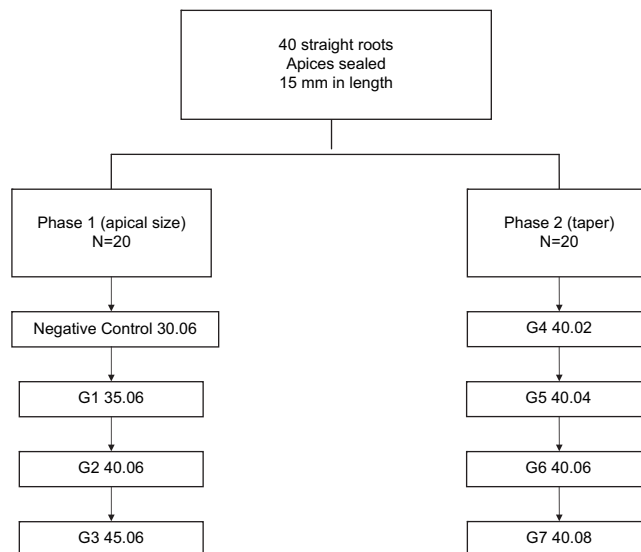 40 straight roots
Apices sealed
15 mm in length
Phase 1 (apical size)
N=20
Phase 2 (taper)
N=20
Negative Control 30.06
G4 40.02
G1 35.06
G5 40.04
G2 40.06
G6 40.06
G3 45.06
G7 40.08